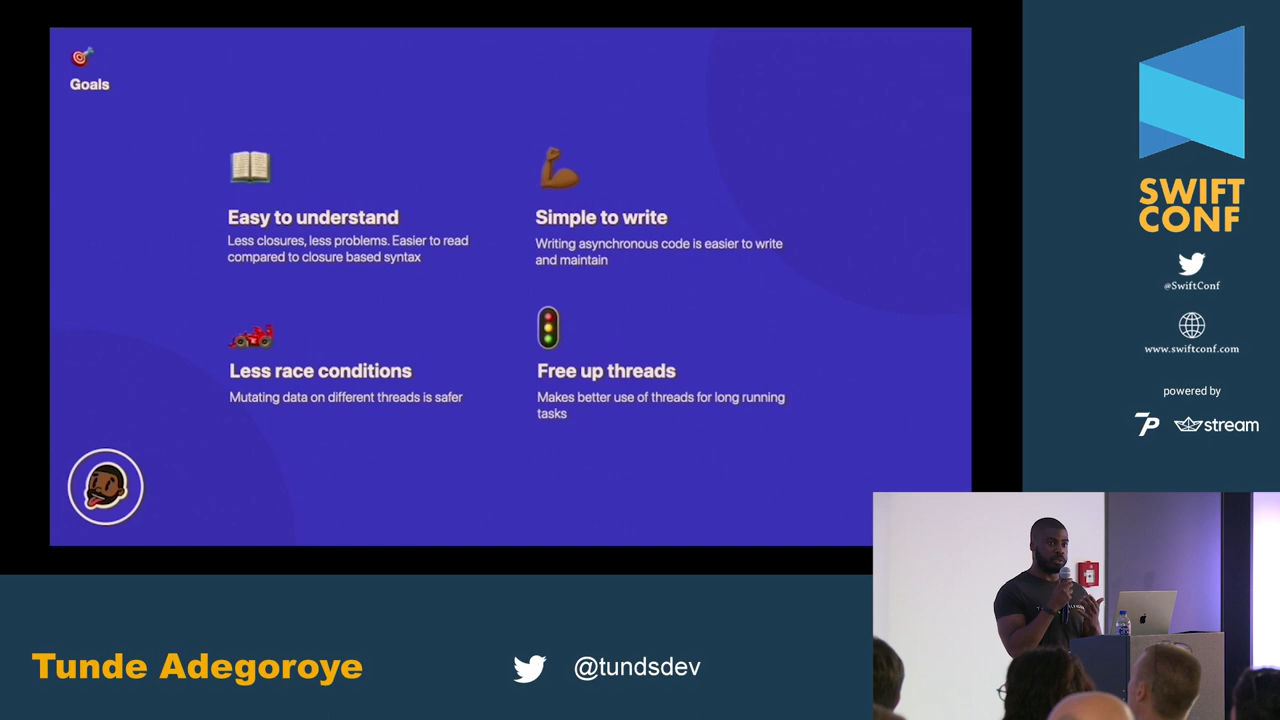 Goals
Easy to understand
Less closures, less problems. Easier to read
compared to closure based syntax
Simple to write
Writing asynchronous code is easier to write
and maintain
Less race conditions
Mutating data on different threads is safer
Free up threads
Makes better use of threads for long running
tasks
SWIFT
CONF
@SwiftConf
www.swiftconf.com
powered by
7P
stream
Tunde Adegoroye
@tundsdev